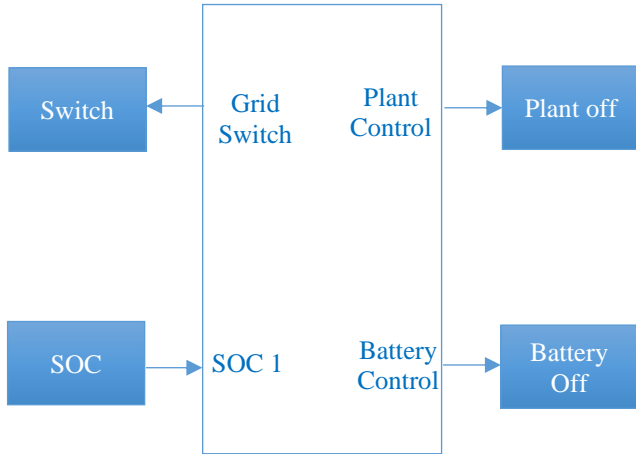 Switch
Grid
Switch
Plant
Control
Plant off
SOC
SOC 1
Battery
Control
Battery
Off